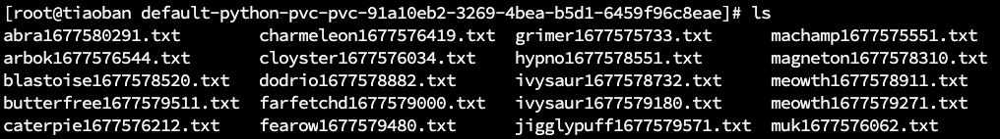 [root@tiaoban default-python-pvc-pvc-91a10eb2-3269-4bea-b5d1-6459f96c8eae]# ls
abra1677580291.txt charmeleon1677576419.txt grimer1677575733.txt machamp1677575551.txt
arbok1677576544.txt cloyster1677576034.txt hypno1677578551.txt magneton1677578310.txt
blastoise1677578520.txt dodrio1677578882.txt ivysaur1677578732.txt meowth1677578911.txt
butterfree1677579511.txt farfetchd1677579000.txt ivysaur1677579180.txt meowth1677579271.txt
caterpie1677576212.txt fearow1677579480.txt jigglypuff1677579571.txt muk1677576062.txt